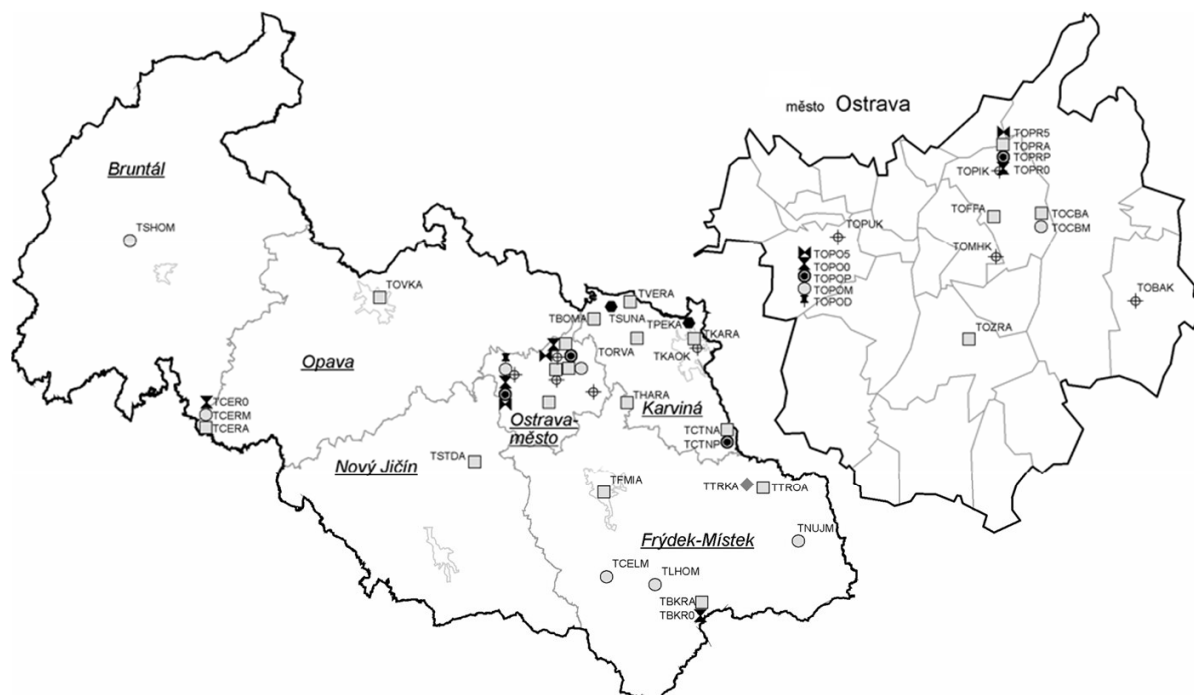 město Ostrava
TOPR5
TOPRA
TOPRP
TOPR0
TOPIK
TOFFA
TOCBA
TOCBM
TOPUK
TOMHK
TOPO5
TOPO0
TOPOP
TOPOM
TOPOD
TOBAK
TOZRA
Bruntál
TSHOM
TOVKA
TVERA
TBOMA
TSUNA
TPEKA
TKARA
TORVA
TKAOK
Opava
THARA
Karviná
TCER0
TCERM
TCERA
Ostrava-
město
TCTNA
TCTNP
Nový Jičín
TSTDA
TFMIA
TTRKA
TTROA
Frýdek-Místek
TNUJM
TCELM
TLHOM
TBKRA
TBKR0